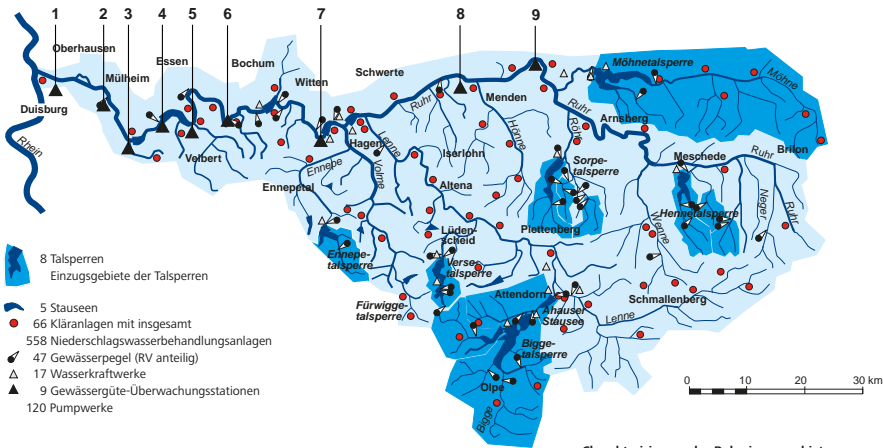 1 2 3 4 5 6 7 8 9
Oberhausen
Essen
Bochum
Mülheim
Witten
Schwerte
Möhnetalsperre
Möhne
Duisburg
Ruhr
Menden
Ruhr
Röhr
Arnsberg
Rhein
Velbert
Hagen
Lenne
Iserlohn
Hönne
Brilon
Ennepe
Volme
Sorpe-
talsperre
Meschede
Ruhr
Ennepetal
Altena
Hennetalsperre
Neger
Ruhr
Plettenberg
Wenne
Ennepe-
talsperre
Lüden-
scheid
Verse-
talsperre
8 Talsperren
Einzugsgebiete der Talsperren
Fürwigge-
talsperre
Attendorn
Ahauser
Stausee
Schmallenberg
Lenne
Bigge-
talsperre
Olpe
Bigge
5 Stauseen
66 Kläranlagen mit insgesamt
558 Niederschlagswasserbehandlungsanlagen
47 Gewässerpegel (RV anteilig)
17 Wasserkraftwerke
9 Gewässergüte-Überwachungsstationen
120 Pumpwerke
0 10 20 30 km